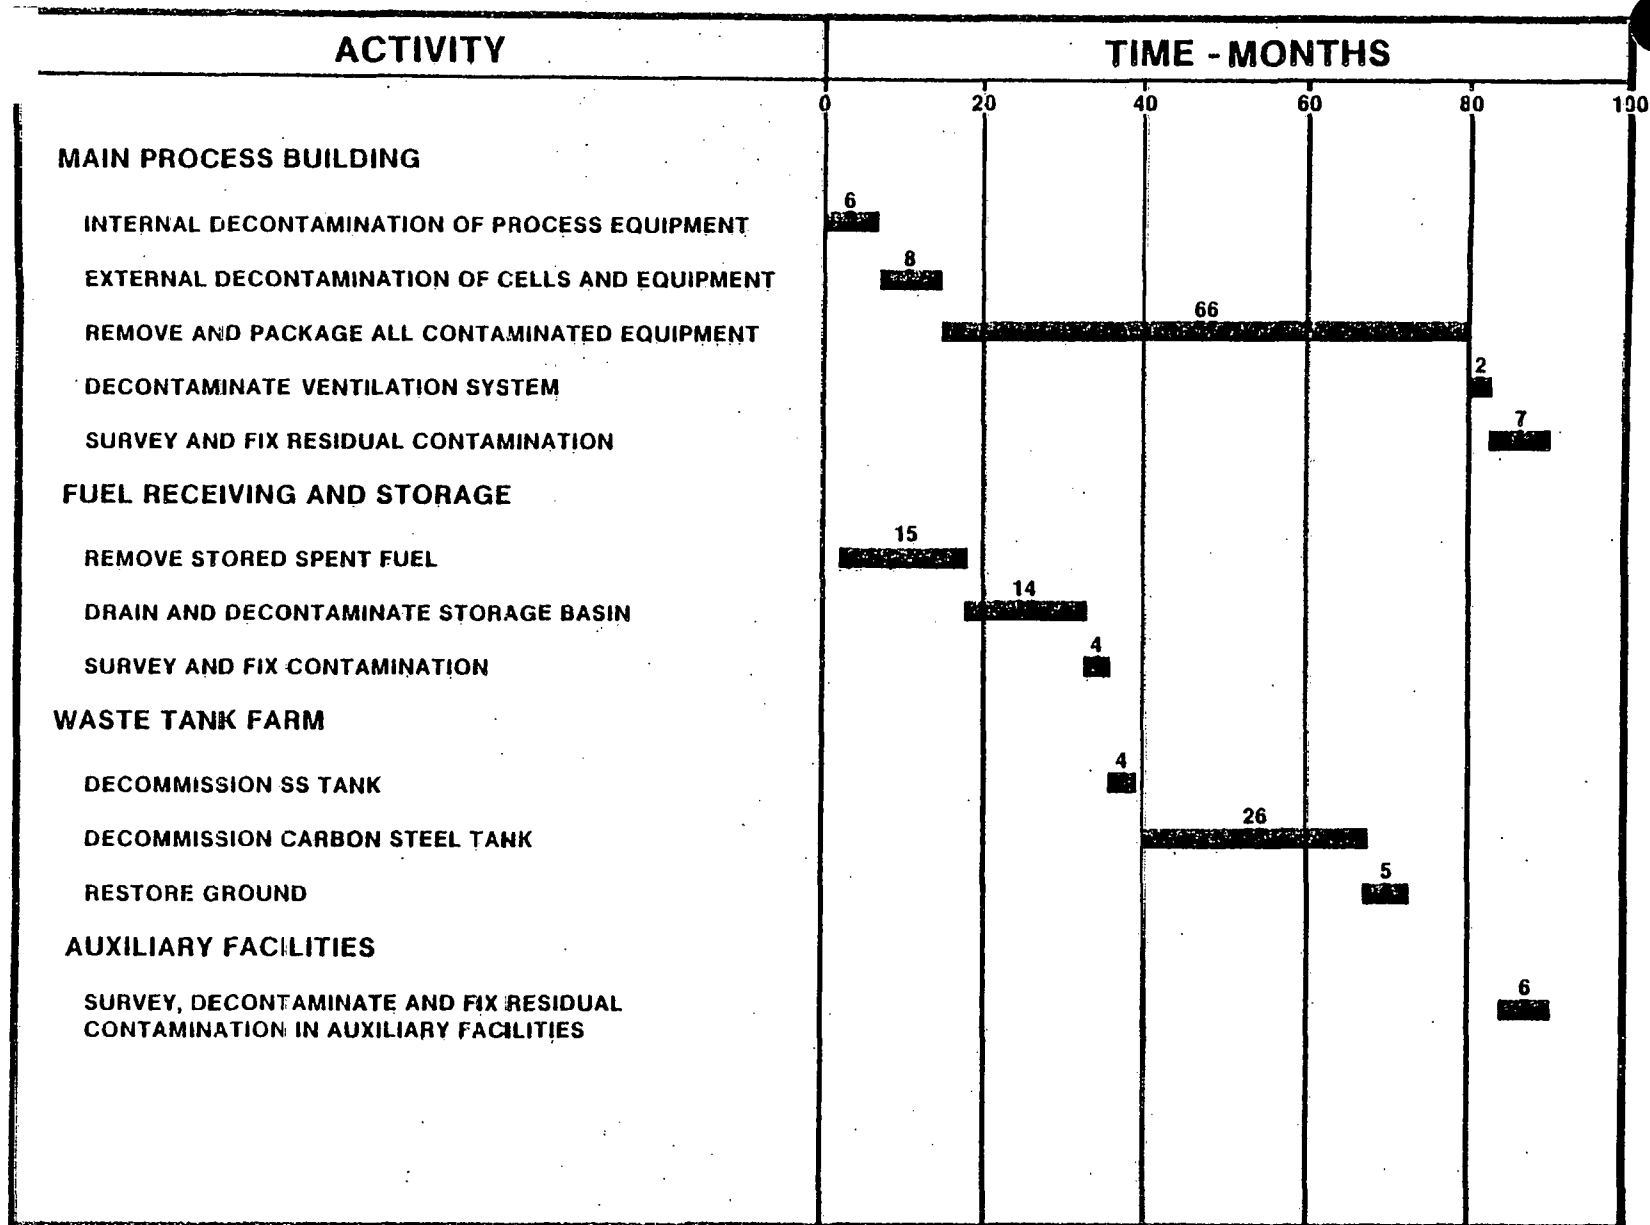 ACTIVITY
TIME - MONTHS
0 20 40 60 80 100
MAIN PROCESS BUILDING
6
INTERNAL DECONTAMINATION OF PROCESS EQUIPMENT
8
EXTERNAL DECONTAMINATION OF CELLS AND EQUIPMENT
66
REMOVE AND PACKAGE ALL CONTAMINATED EQUIPMENT
2
DECONTAMINATE VENTILATION SYSTEM
7
SURVEY AND FIX RESIDUAL CONTAMINATION
FUEL RECEIVING AND STORAGE
15
REMOVE STORED SPENT FUEL
14
DRAIN AND DECONTAMINATE STORAGE BASIN
4
SURVEY AND FIX CONTAMINATION
WASTE TANK FARM
4
DECOMMISSION SS TANK
26
DECOMMISSION CARBON STEEL TANK
5
RESTORE GROUND
AUXILIARY FACILITIES
6
SURVEY, DECONTAMINATE AND FIX RESIDUAL
CONTAMINATION IN AUXILIARY FACILITIES